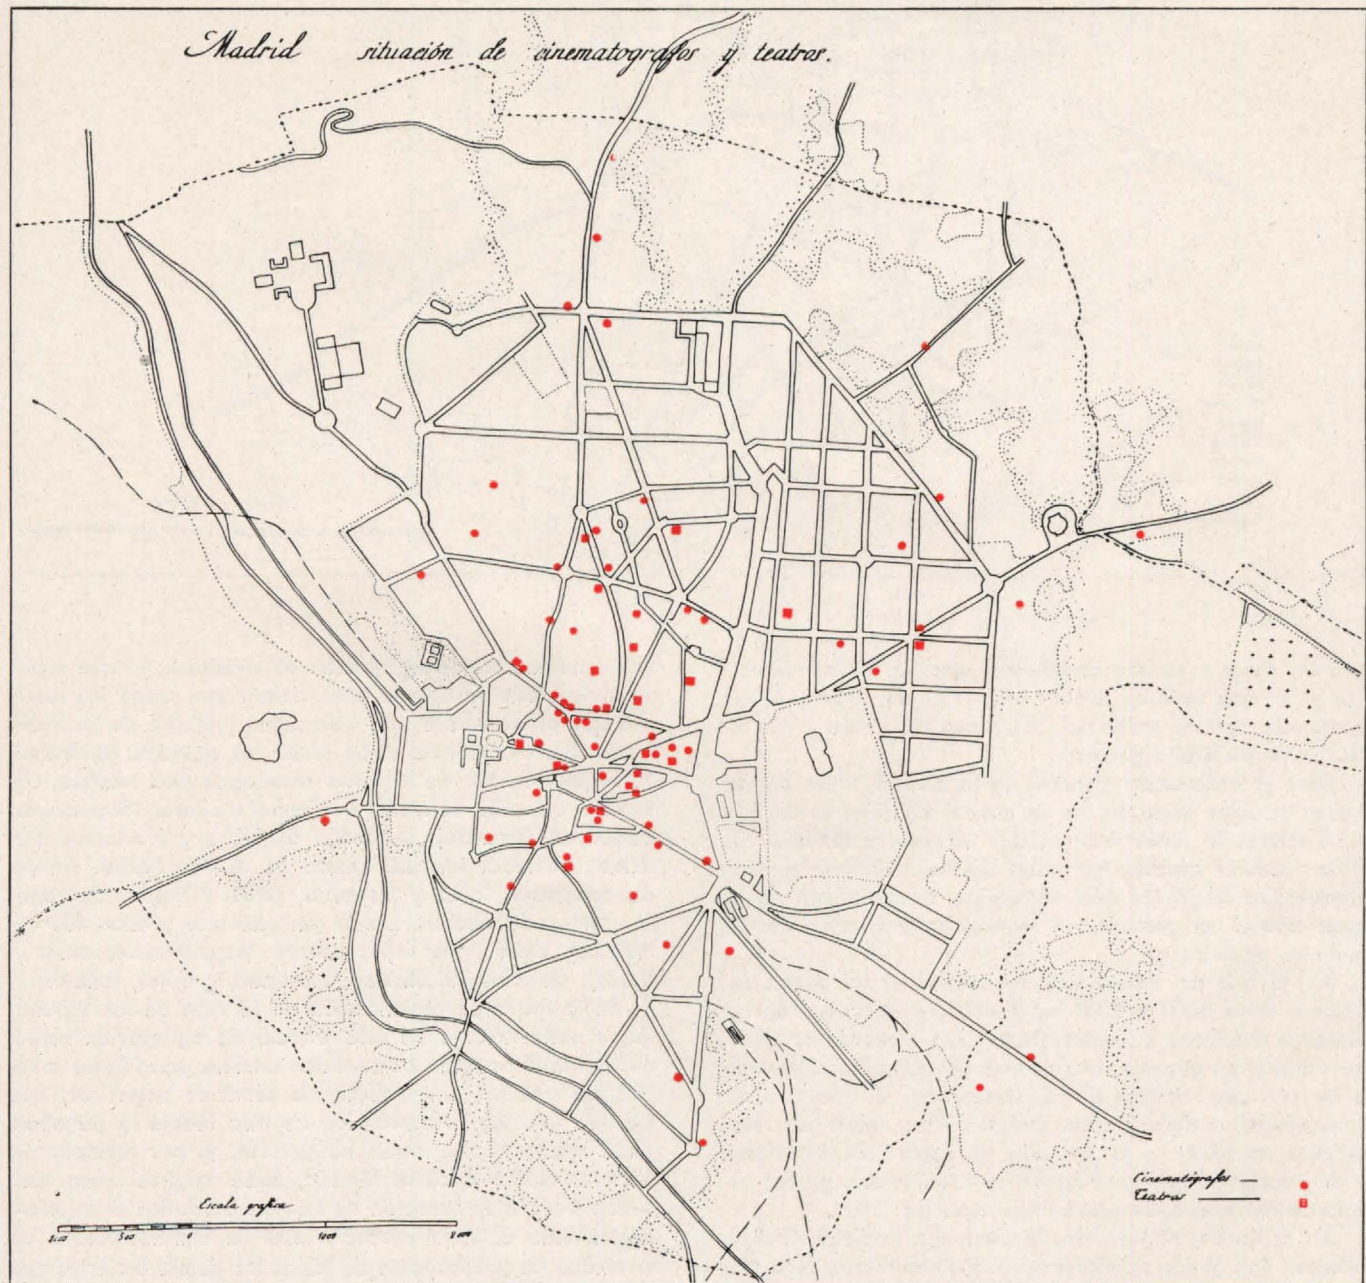 Madrid situación de cinematografos y teatros.
Cinematógrafos
Teatros
Escala grafica
500 0 1000 2000